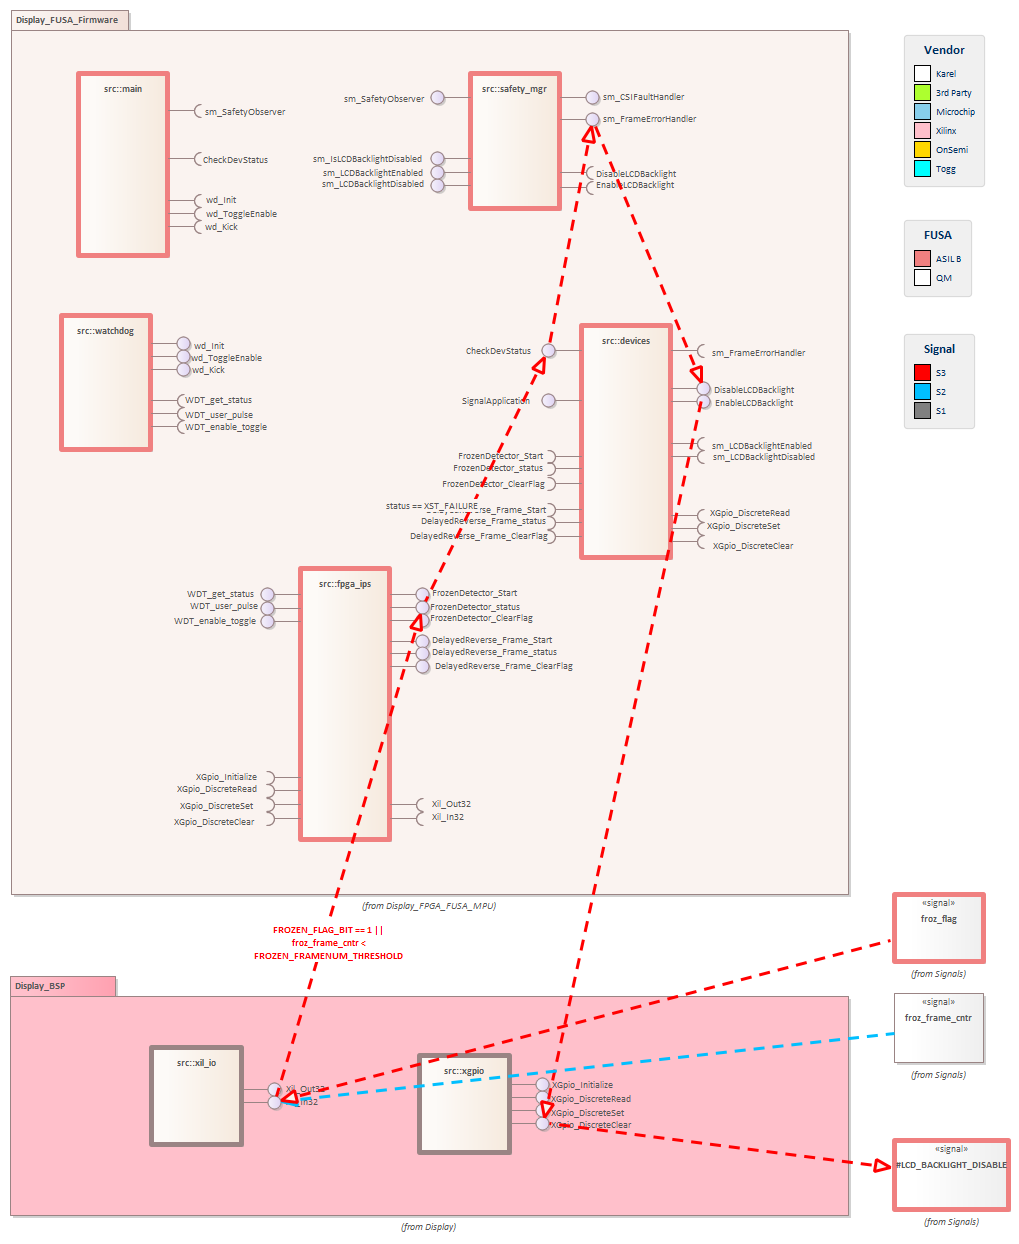 Display_FUSA_Firmware
src::main
sm_SafetyObserver
CheckDevStatus
wd_Init
wd_ToggleEnable
wd_Kick
src::safety_mgr
sm_SafetyObserver
sm_IsLCDBacklightDisabled
sm_LCDBacklightEnabled
sm_LCDBacklightDisabled
sm_CSIFaultHandler
sm_FrameErrorHandler
DisableLCDBacklight
EnableLCDBacklight
Vendor
Karel
3rd Party
Microchip
Xilinx
OnSemi
Togg
FUSA
ASIL B
QM
Signal
S3
S2
S1
src::watchdog
wd_Init
wd_ToggleEnable
wd_Kick
WDT_get_status
WDT_user_pulse
WDT_enable_toggle
src::devices
CheckDevStatus
SignalApplication
FrozenDetector_Start
FrozenDetector_status
FrozenDetector_ClearFlag
status == XST_FAILURE
DelayedReverse_Frame_status
DelayedReverse_Frame_ClearFlag
sm_FrameErrorHandler
DisableLCDBacklight
EnableLCDBacklight
sm_LCDBacklightEnabled
sm_LCDBacklightDisabled
XGpio_DiscreteRead
XGpio_DiscreteSet
XGpio_DiscreteClear
src::fpga_ips
WDT_get_status
WDT_user_pulse
WDT_enable_toggle
FrozenDetector_Start
FrozenDetector_status
FrozenDetector_ClearFlag
DelayedReverse_Frame_Start
DelayedReverse_Frame_status
DelayedReverse_Frame_ClearFlag
XGpio_Initialize
XGpio_DiscreteRead
XGpio_DiscreteSet
XGpio_DiscreteClear
Xil_Out32
Xil_In32
(from Display_FPGA_FUSA_MPU)
FROZEN_FLAG_BIT == 1 ||
froz_frame_cntr <
FROZEN_FRAMENUM_THRESHOLD
Display_BSP
src::xil_io
Xil_Out32
src::xgpio
XGpio_Initialize
XGpio_DiscreteRead
XGpio_DiscreteSet
XGpio_DiscreteClear
(from Display)
«signal»
froz_flag
(from Signals)
«signal»
froz_frame_cntr
(from Signals)
«signal»
#LCD_BACKLIGHT_DISABLE
(from Signals)